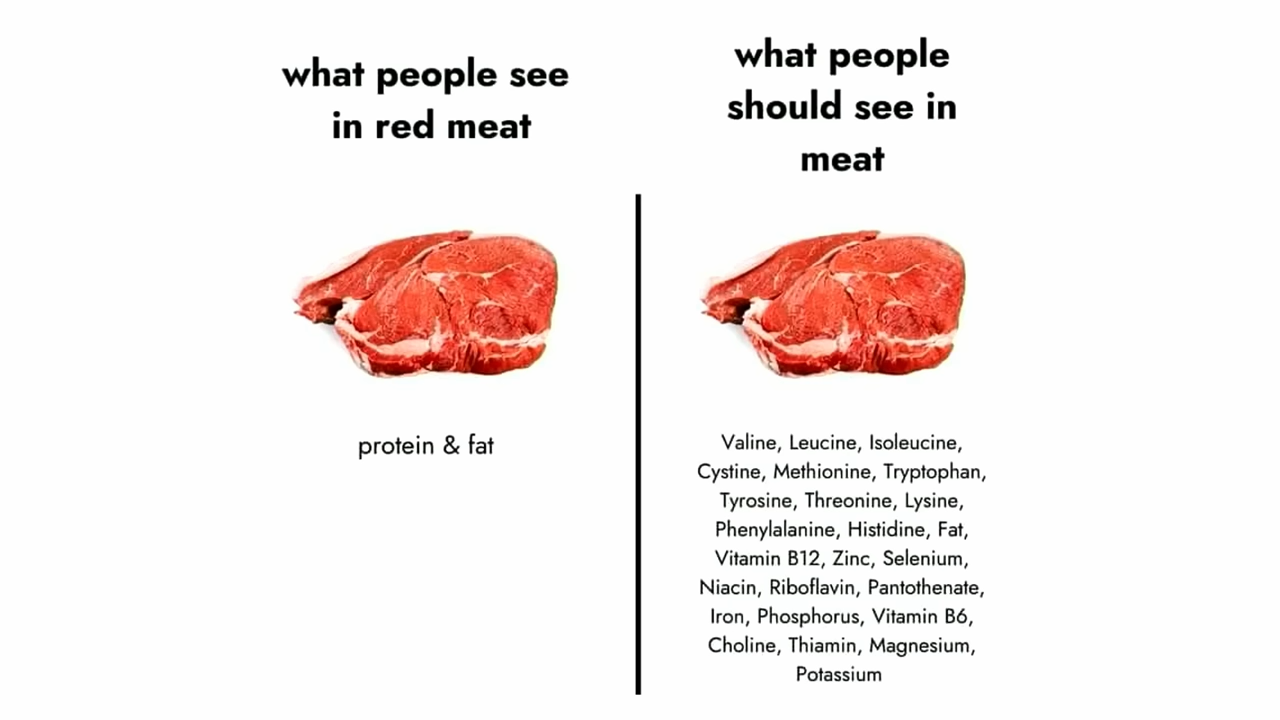 what people see
in red meat
protein & fat
what people
should see in
meat
Valine, Leucine, Isoleucine,
Cystine, Methionine, Tryptophan,
Tyrosine, Threonine, Lysine,
Phenylalanine, Histidine, Fat,
Vitamin B12, Zinc, Selenium,
Niacin, Riboflavin, Pantothenate,
Iron, Phosphorus, Vitamin B6,
Choline, Thiamin, Magnesium,
Potassium